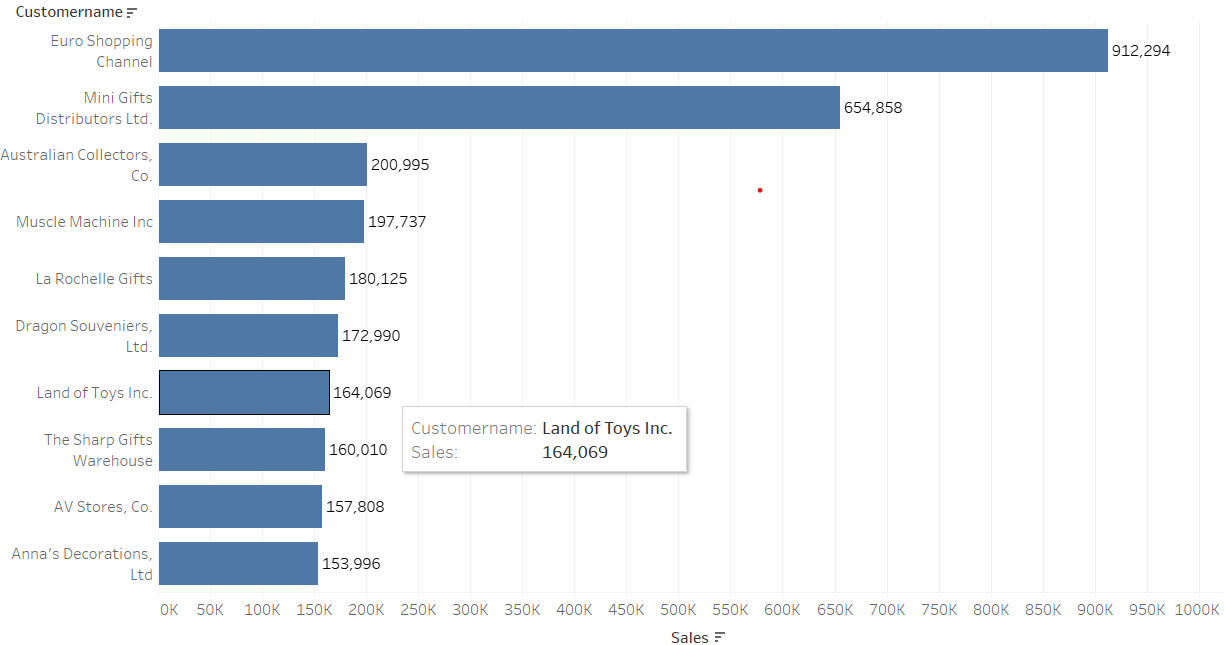 Customername
Euro Shopping
Channel
912,294
Mini Gifts
Distributors Ltd.
654,858
Australian Collectors,
Co.
200,995
Muscle Machine Inc
197,737
La Rochelle Gifts
180,125
Dragon Souveniers,
Ltd.
172,990
Land of Toys Inc.
164,069
Customername: Land of Toys Inc.
Sales: 164,069
The Sharp Gifts
Warehouse
160,010
AV Stores, Co.
157,808
Anna's Decorations,
Ltd
153,996
0K 50K 100K 150K 200K 250K 300K 350K 400K 450K 500K 550K 600K 650K 700K 750K 800K 850K 900K 950K 1000K
Sales